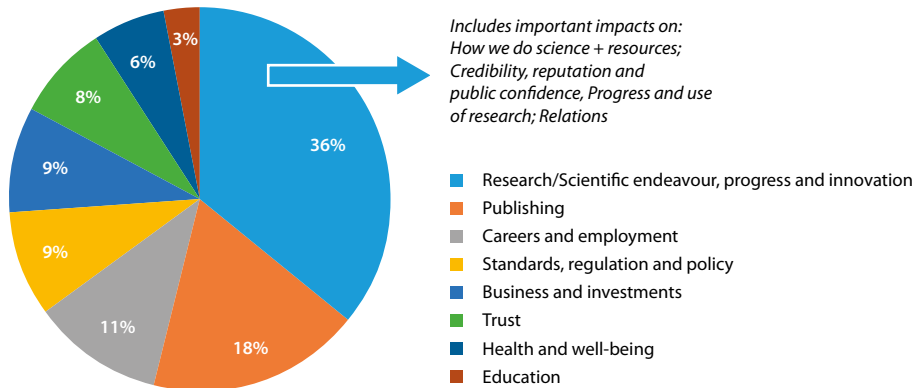 3%
6%
8%
9%
9%
11%
18%
36%
Includes important impacts on:
How we do science + resources;
Credibility, reputation and
public confidence, Progress and use
of research; Relations
Research/Scientific endeavour, progress and innovation
Publishing
Careers and employment
Standards, regulation and policy
Business and investments
Trust
Health and well-being
Education